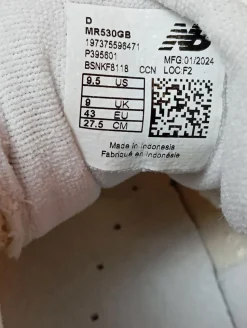 D
MR530GB
197375598471
P395801 MFG:01/2024
BSNKF8118 CCN LOC:F2
9.5 US
9 UK
43 EU
27.5 CM
Made in Indonesia
Fabriqué en Indonésie